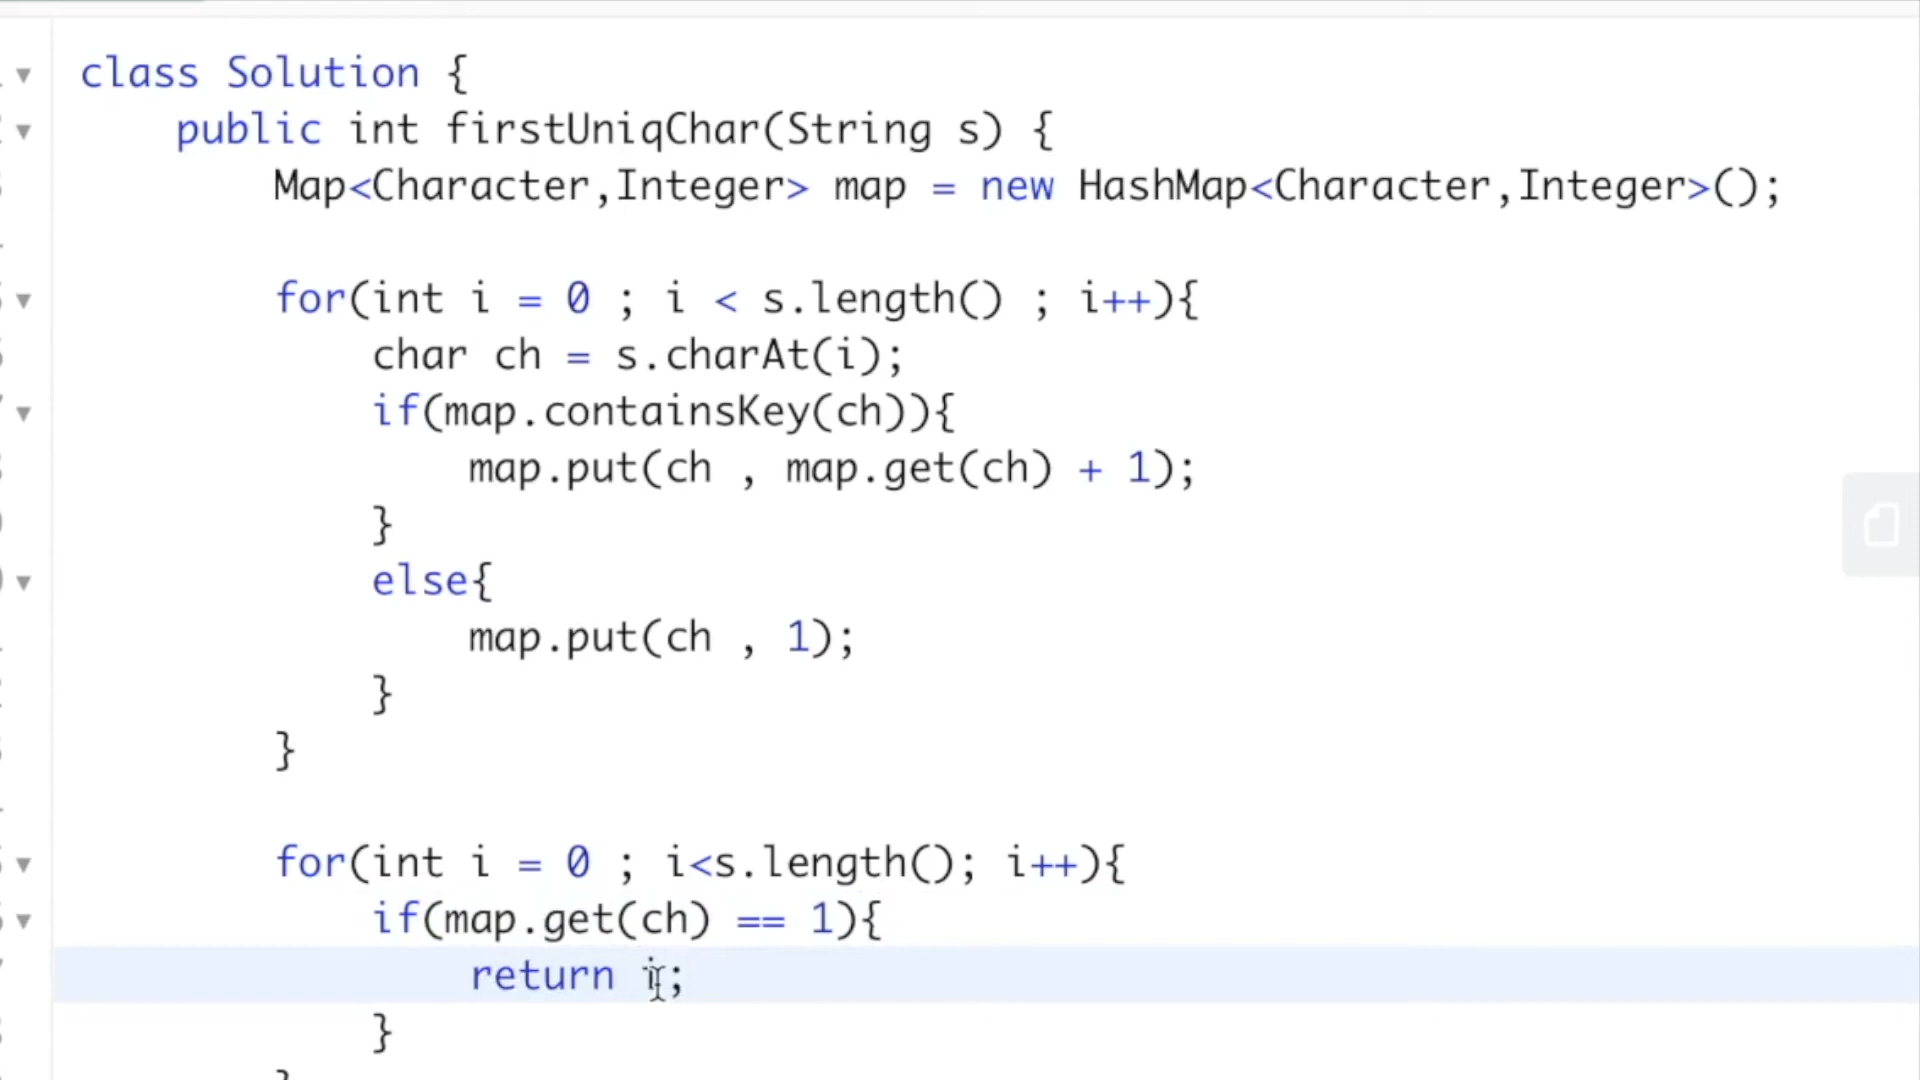 class Solution {
public int firstUniqChar(String s) {
Map<Character,Integer> map = new HashMap<Character,Integer>();
for(int i = 0 ; i < s.length() ; i++){
char ch = s.charAt(i);
if(map.containsKey(ch)){
map.put(ch , map.get(ch) + 1);
}
else{
map.put(ch , 1);
}
}
for(int i = 0 ; i<s.length(); i++){
if(map.get(ch) == 1){
return i;
}